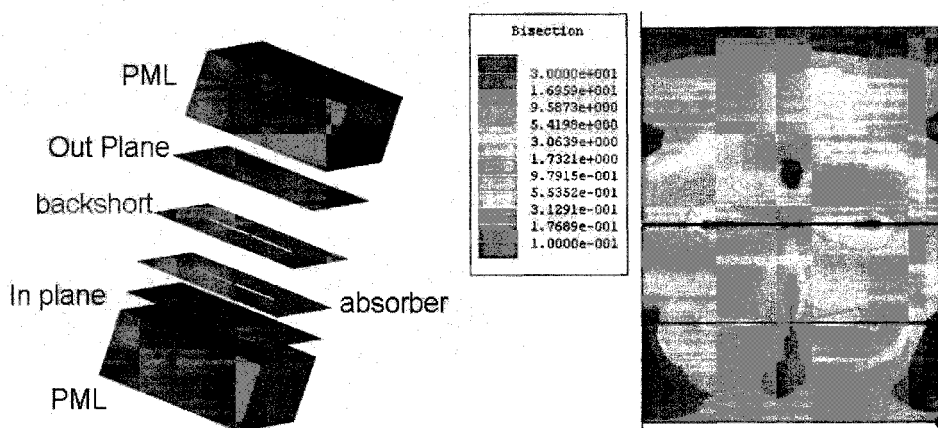 PML
Out Plane
backshort
In plane
absorber
PML
Bisection
3.0000e+001
1.6959e+001
9.5873e+000
5.4198e+000
3.0639e+000
1.7321e+000
9.7915e-001
5.5352e-001
3.1291e-001
1.7689e-001
1.0000e-001